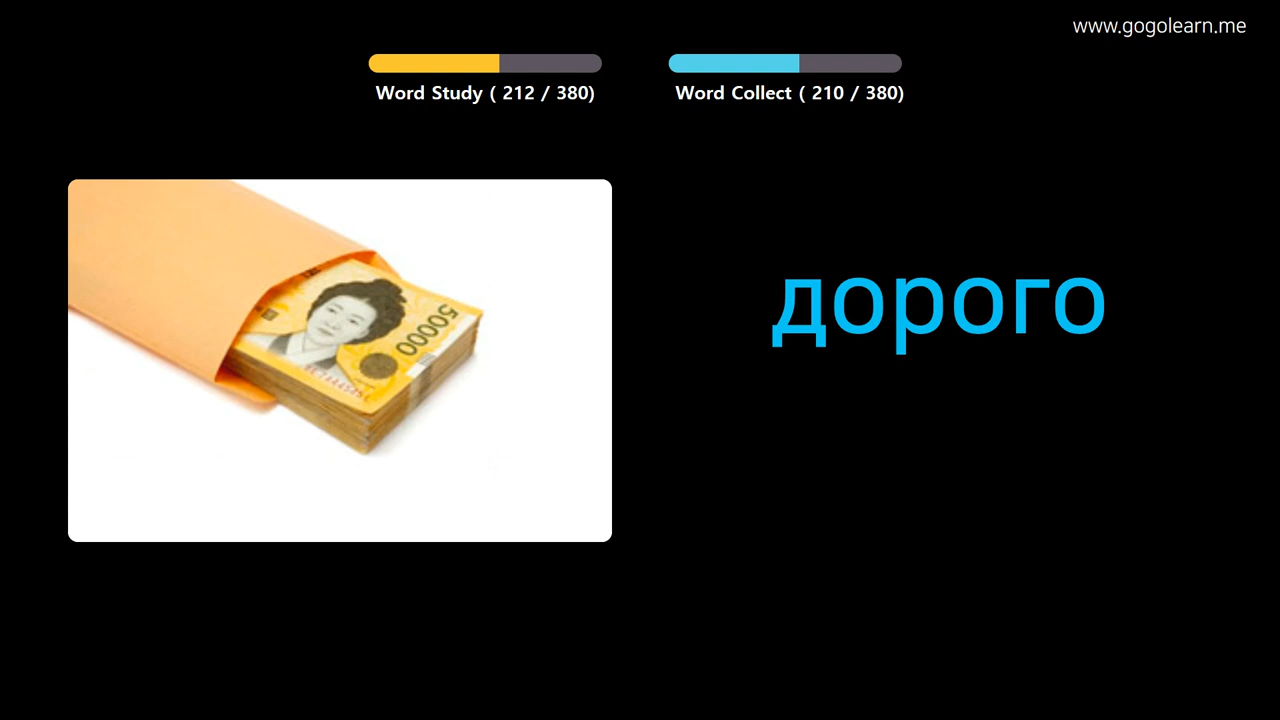 www.gogolearn.me
Word Study ( 212 / 380)
Word Collect ( 210 / 380)
50000
дорого